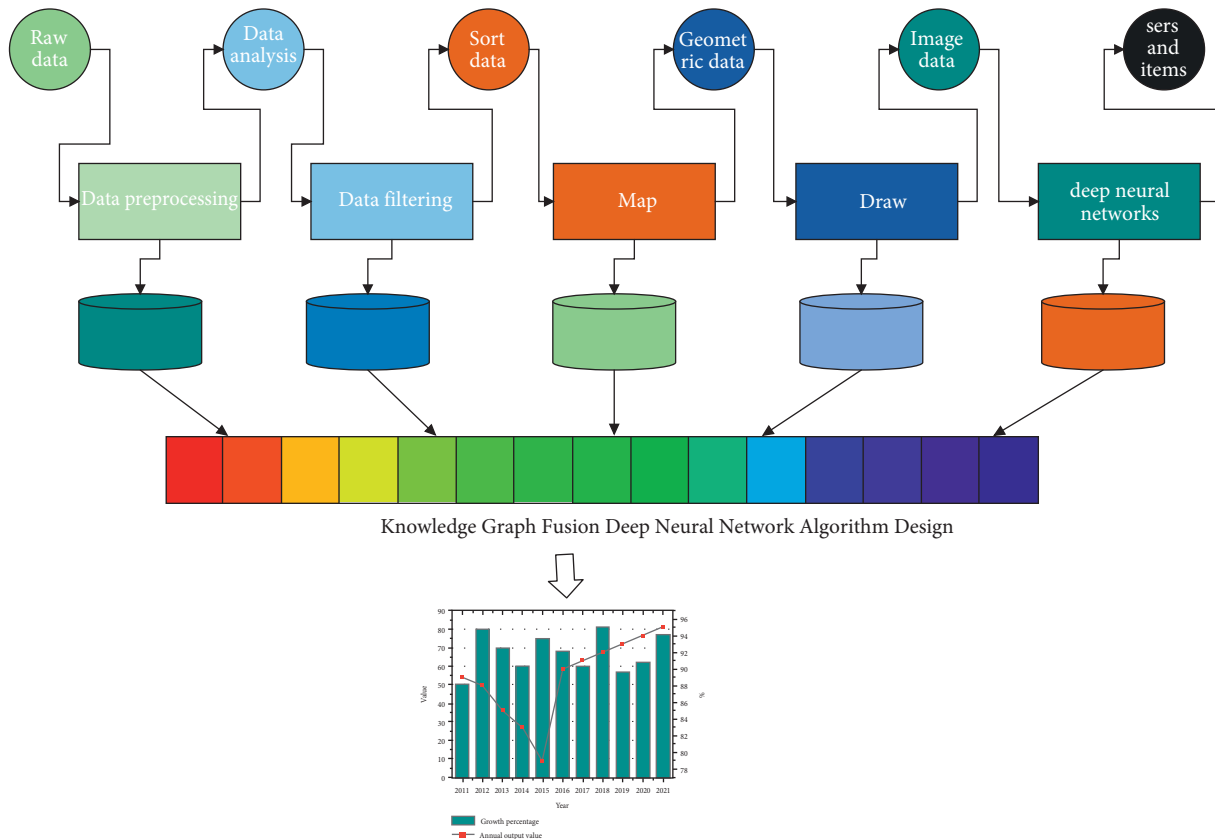 Raw
data
Data
analysis
Sort
data
Geomet
ric data
Image
data
sers
and
items
Data preprocessing
Data filtering
Map
Draw
deep neural
networks
Knowledge Graph Fusion Deep Neural Network Algorithm Design
90
80
70
60
50
40
30
20
10
0
Value
96
94
92
90
88
86
84
82
80
78
%
2011 2012 2013 2014 2015 2016 2017 2018 2019 2020 2021
Year
Growth percentage
Annual output value